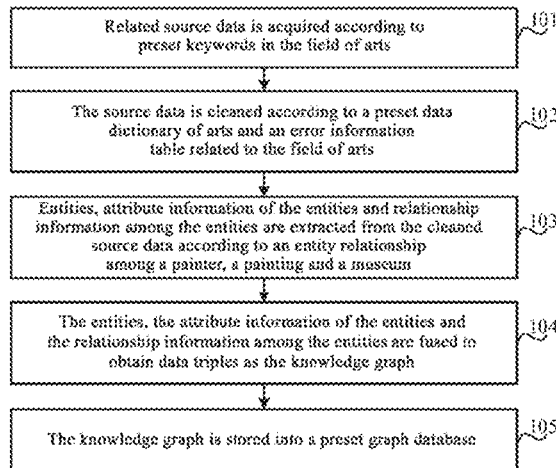 Related source data is acquired according to
preset keywords in the field of arts
101
The source data is cleaned according to a preset data
dictionary of arts and an error information
table related to the field of arts
102
Entities, attribute information of the entities and relationship
information among the entities are extracted from the cleaned
source data according to an entity relationship
among a painter, a painting and a museum
103
The entities, the attribute information of the entities and
the relationship information among the entities are fused to
obtain data triples as the knowledge graph
104
The knowledge graph is stored into a preset graph database
105